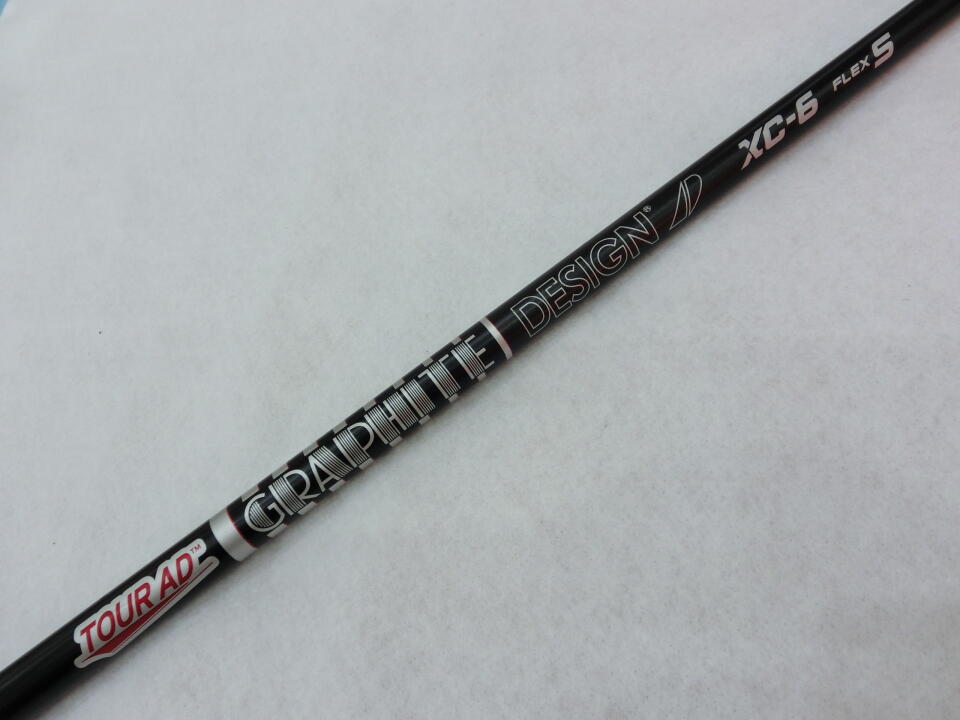 TOUR AD™
GRAPHITE
DESIGN®
XC-6
FLEX S